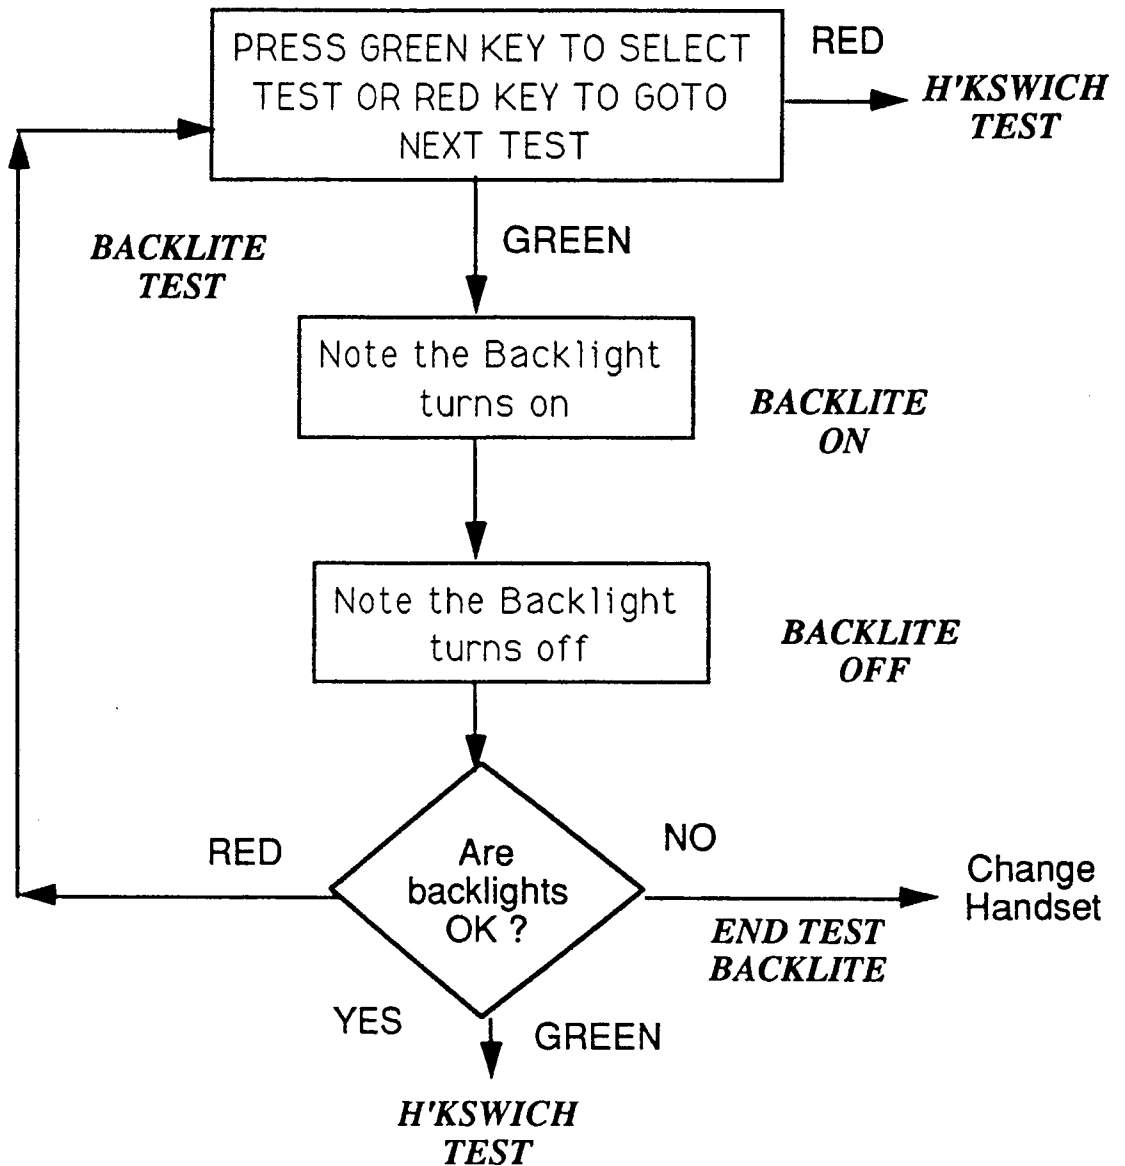 PRESS GREEN KEY TO SELECT
TEST OR RED KEY TO GOTO
NEXT TEST
RED
H'KSWICH
TEST
BACKLITE
TEST
GREEN
Note the Backlight
turns on
BACKLITE
ON
Note the Backlight
turns off
BACKLITE
OFF
RED
Are
backlights
OK ?
NO
Change
Handset
END TEST
BACKLITE
YES
GREEN
H'KSWICH
TEST